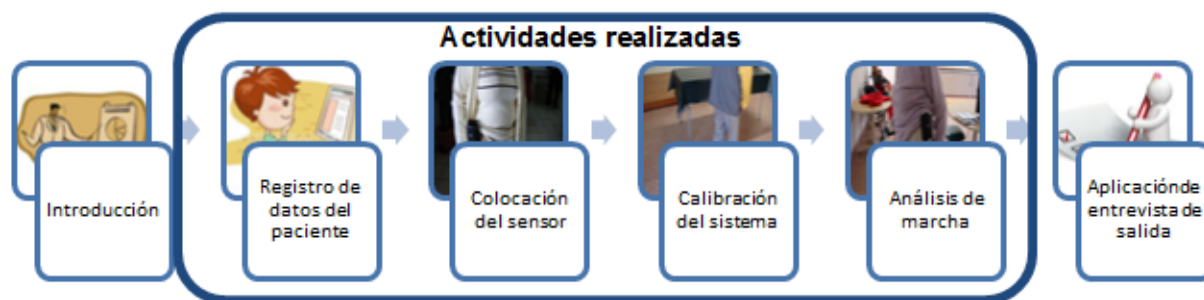 Actividades realizadas
Introducción
Registro de
datos del
paciente
Colocación
del sensor
Calibración
del sistema
Análisis de
marcha
Aplicaciónde
entrevista de
salida